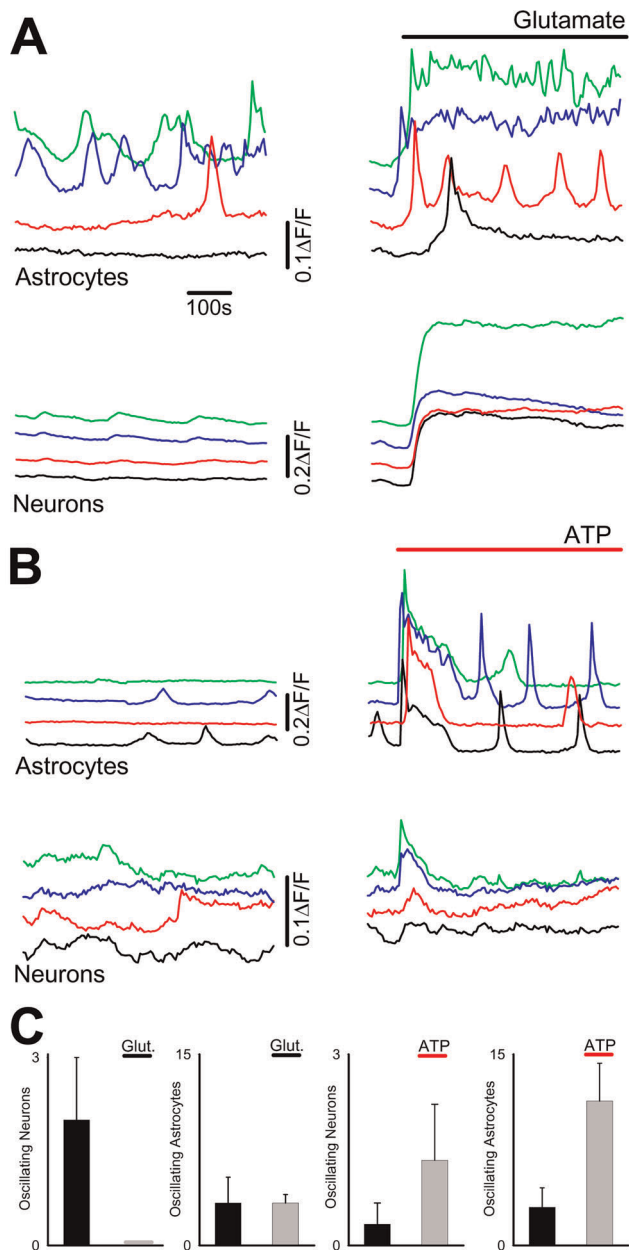 A
Glutamate
0.1ΔF/F
Astrocytes
100s
0.2ΔF/F
Neurons
B
ATP
0.2ΔF/F
Astrocytes
0.1ΔF/F
Neurons
C
3
Glut.
Oscillating Neurons
0
15
Glut.
Oscillating Astrocytes
0
3
ATP
Oscillating Neurons
0
15
ATP
Oscillating Astrocytes
0